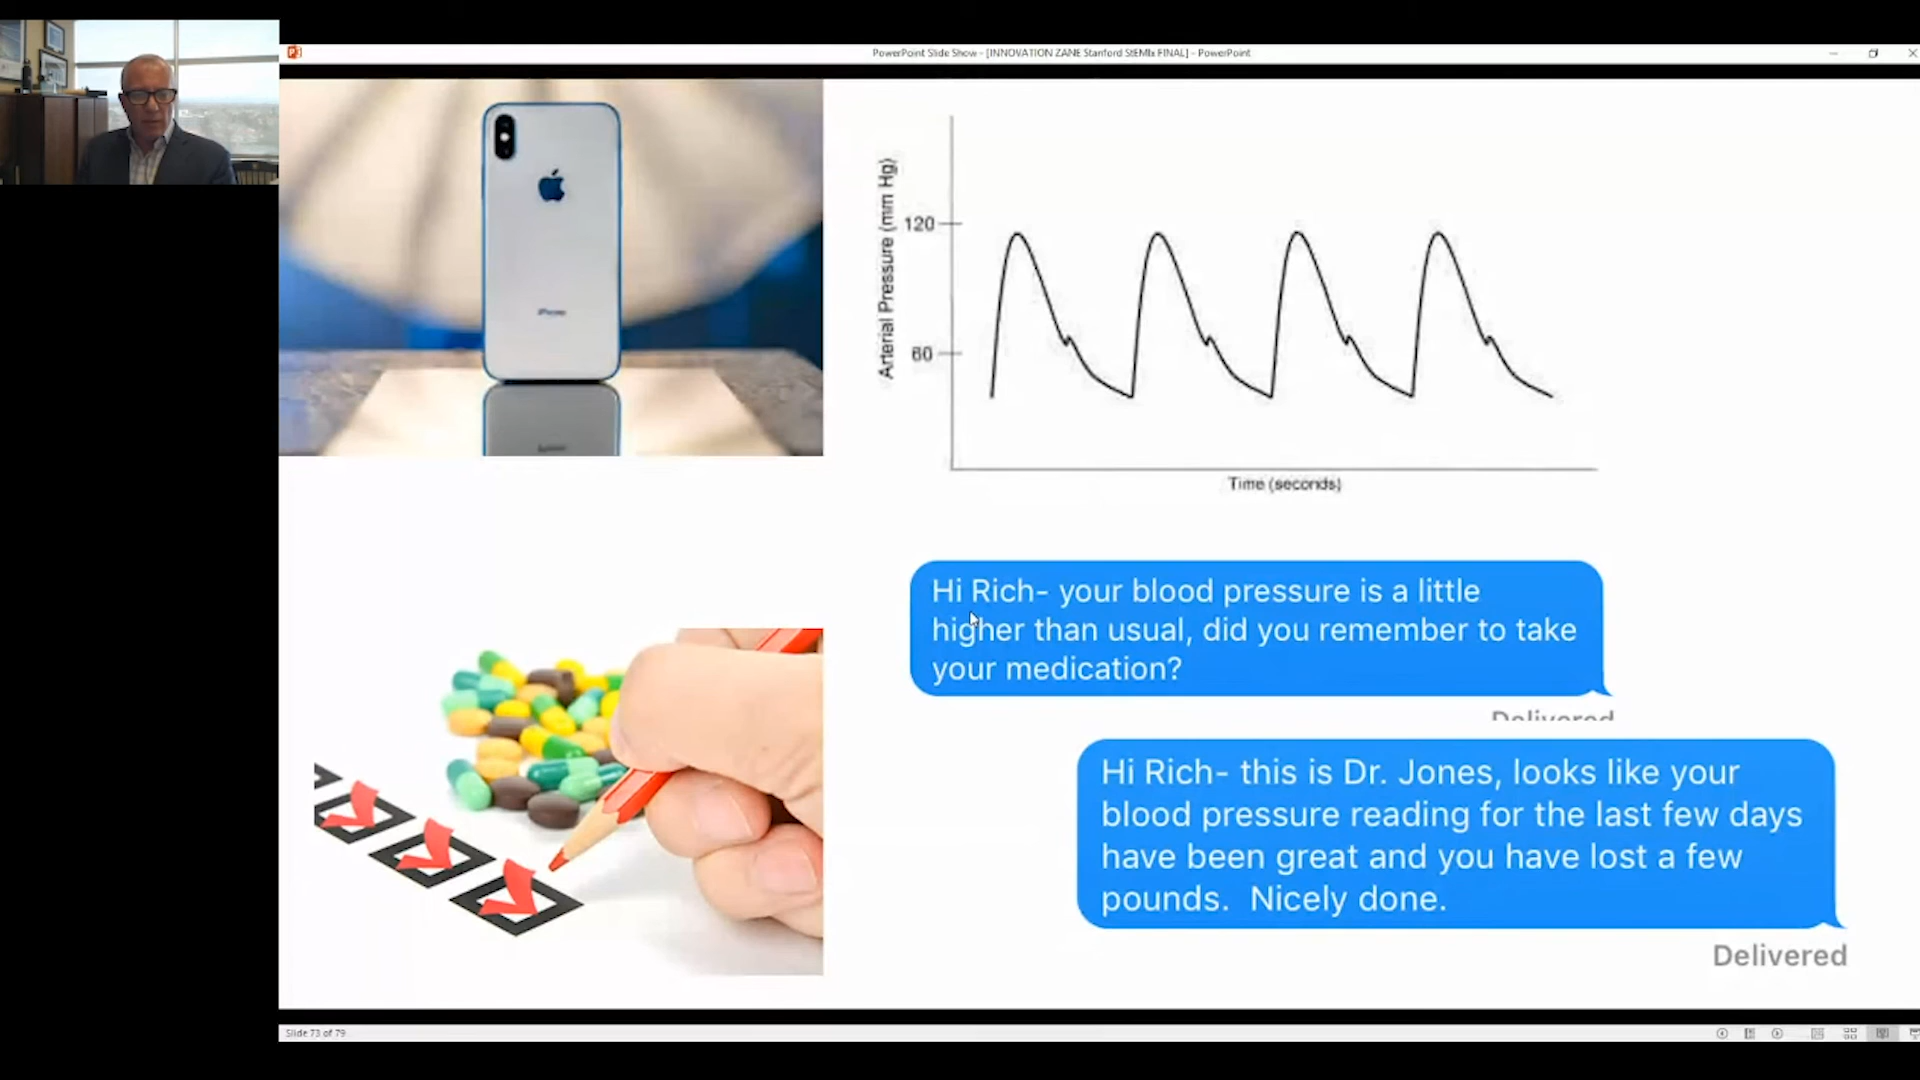 PowerPoint Slide Show - [INNOVATION ZANE Stanford StEMIx FINAL] - PowerPoint
iPhone
Arterial Pressure (mm Hg)
120
60
Time (seconds)
Hi Rich- your blood pressure is a little
higher than usual, did you remember to take
your medication?
Delivered
Hi Rich- this is Dr. Jones, looks like your
blood pressure reading for the last few days
have been great and you have lost a few
pounds.  Nicely done.
Delivered
Slide 73 of 79